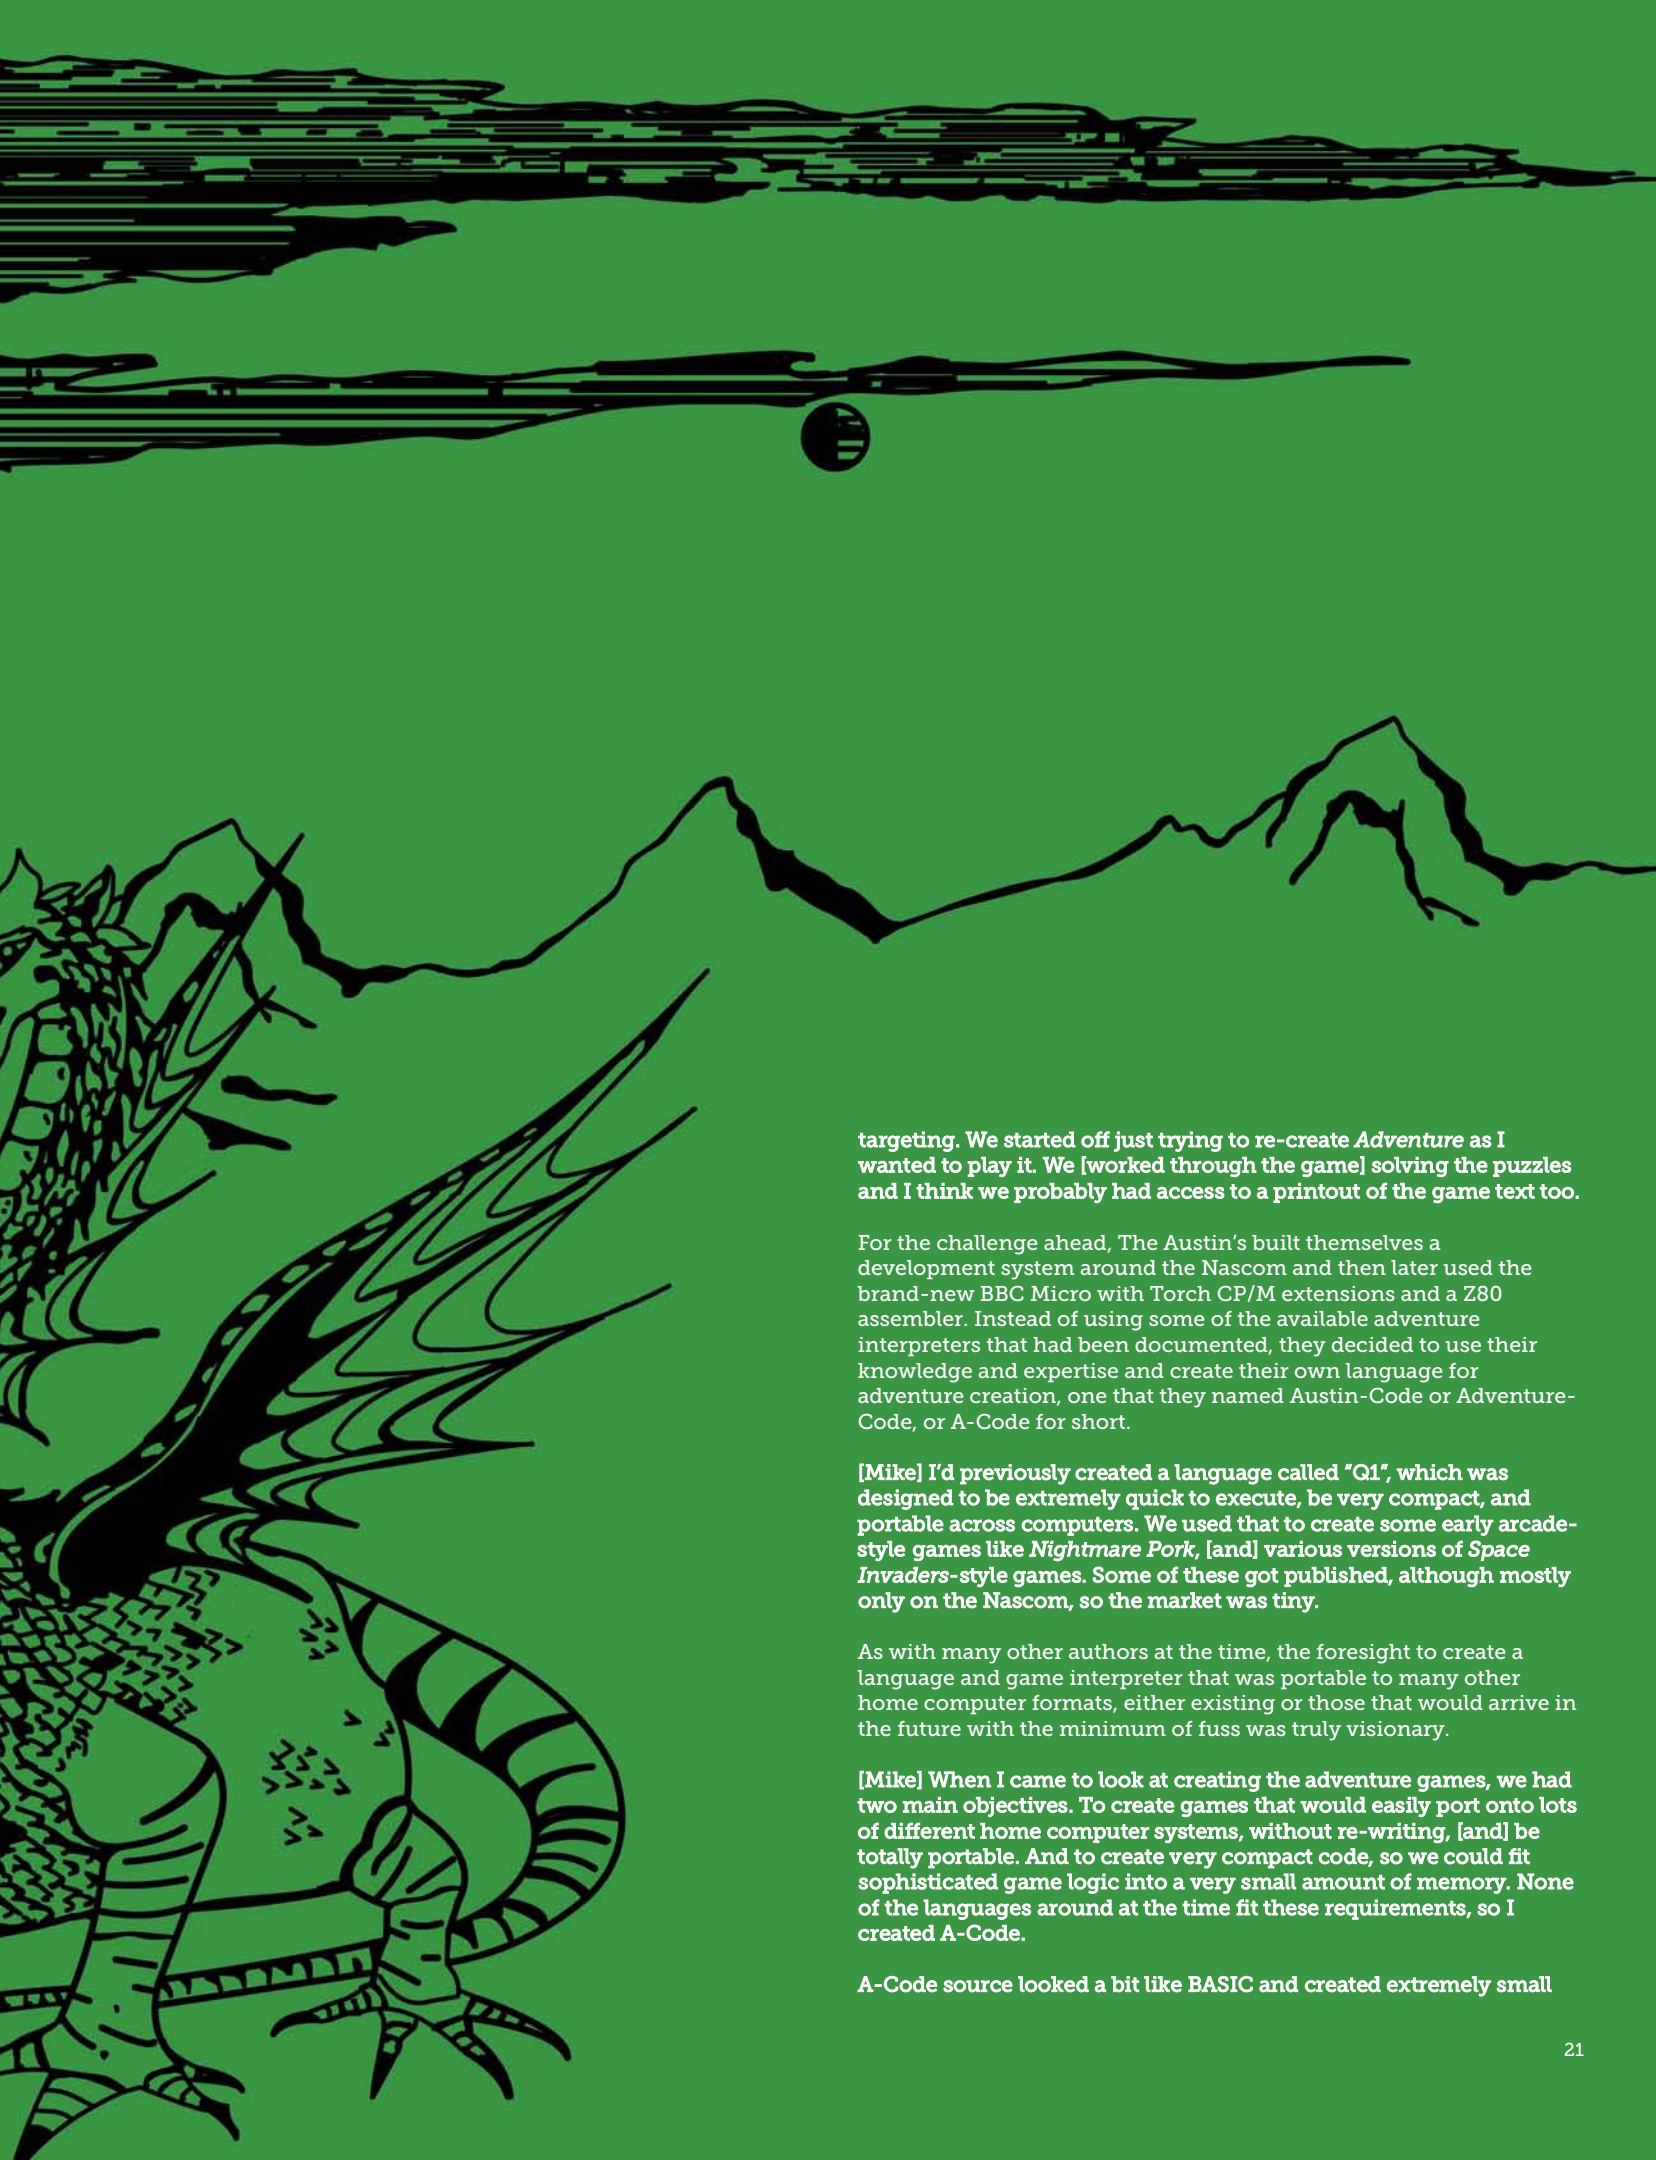 targeting. We started off just trying to re-create Adventure as I
wanted to play it. We [worked through the game] solving the puzzles
and I think we probably had access to a printout of the game text too.
For the challenge ahead, The Austin's built themselves a
development system around the Nascom and then later used the
brand-new BBC Micro with Torch CP/M extensions and a Z80
assembler. Instead of using some of the available adventure
interpreters that had been documented, they decided to use their
knowledge and expertise and create their own language for
adventure creation, one that they named Austin-Code or Adventure-
Code, or A-Code for short.
[Mike] I'd previously created a language called “Q1”, which was
designed to be extremely quick to execute, be very compact, and
portable across computers. We used that to create some early arcade-
style games like Nightmare Pork, [and] various versions of Space
Invaders-style games. Some of these got published, although mostly
only on the Nascom, so the market was tiny.
As with many other authors at the time, the foresight to create a
language and game interpreter that was portable to many other
home computer formats, either existing or those that would arrive in
the future with the minimum of fuss was truly visionary.
[Mike] When I came to look at creating the adventure games, we had
two main objectives. To create games that would easily port onto lots
of different home computer systems, without re-writing, [and] be
totally portable. And to create very compact code, so we could fit
sophisticated game logic into a very small amount of memory. None
of the languages around at the time fit these requirements, so I
created A-Code.
A-Code source looked a bit like BASIC and created extremely small
21